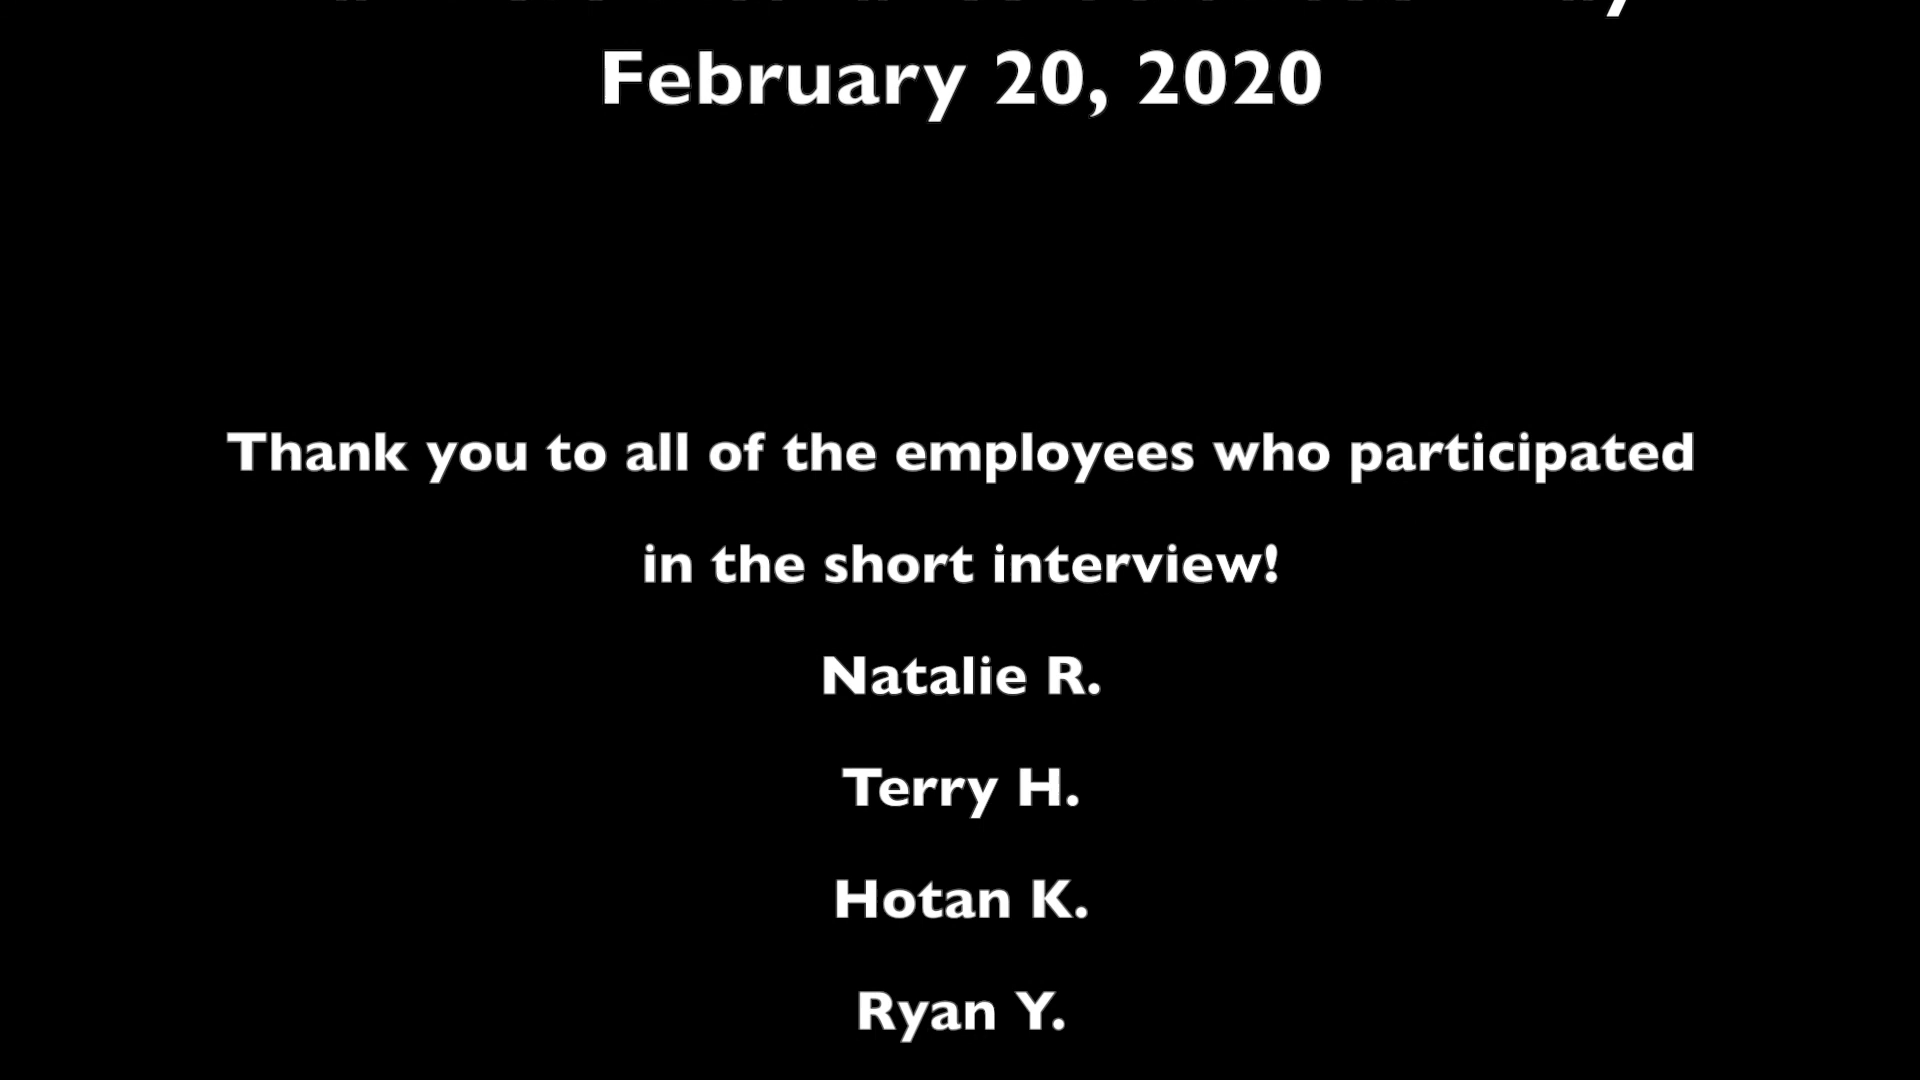 February 20, 2020
Thank you to all of the employees who participated
in the short interview!
Natalie R.
Terry H.
Hotan K.
Ryan Y.